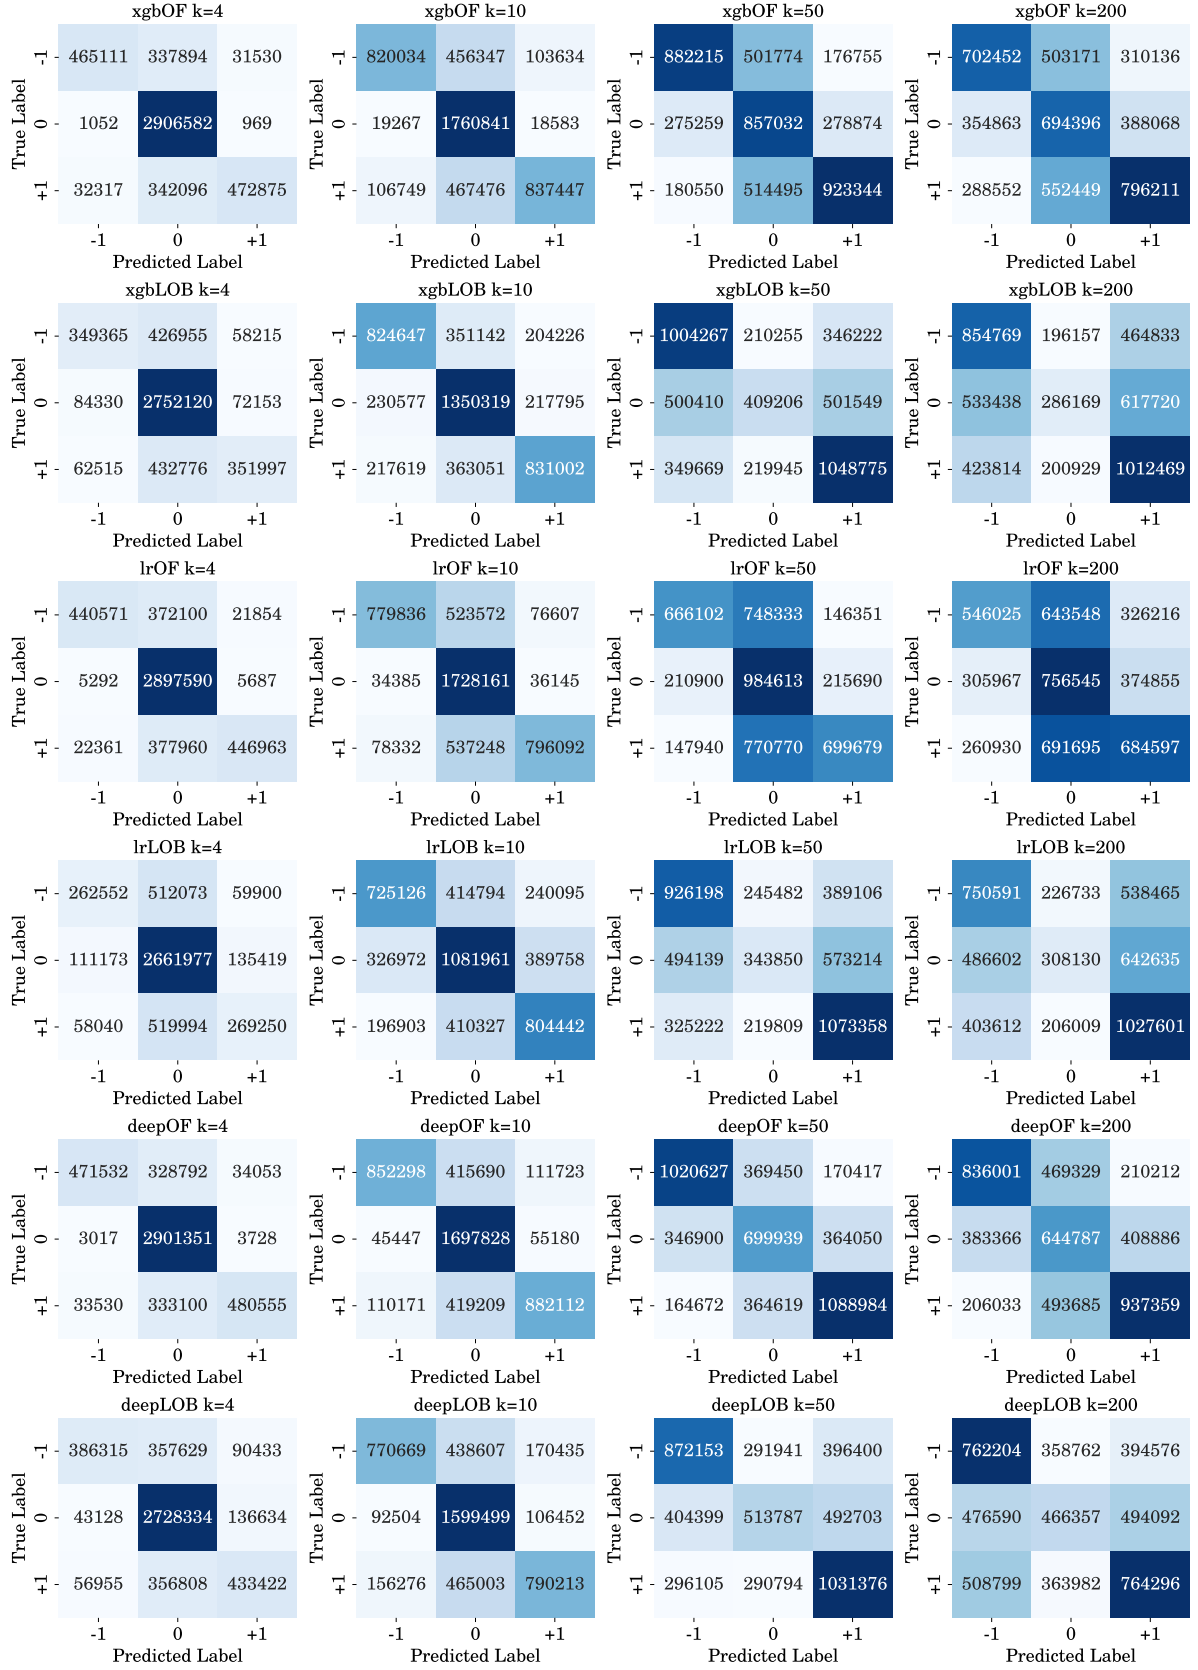 xgbOF k=4 xgbOF k=10 xgbOF k=50 xgbOF k=200
True Label -1 465111 337894 31530 True Label -1 820034 456347 103634 True Label -1 882215 501774 176755 True Label -1 702452 503171 310136
0 1052 2906582 969 0 19267 1760841 18583 0 275259 857032 278874 0 354863 694396 388068
+1 32317 342096 472875 +1 106749 467476 837447 +1 180550 514495 923344 +1 288552 552449 796211
-1 0 +1 -1 0 +1 -1 0 +1 -1 0 +1
Predicted Label Predicted Label Predicted Label Predicted Label
xgbLOB k=4 xgbLOB k=10 xgbLOB k=50 xgbLOB k=200
True Label -1 349365 426955 58215 True Label -1 824647 351142 204226 True Label -1 1004267 210255 346222 True Label -1 854769 196157 464833
0 84330 2752120 72153 0 230577 1350319 217795 0 500410 409206 501549 0 533438 286169 617720
+1 62515 432776 351997 +1 217619 363051 831002 +1 349669 219945 1048775 +1 423814 200929 1012469
-1 0 +1 -1 0 +1 -1 0 +1 -1 0 +1
Predicted Label Predicted Label Predicted Label Predicted Label
lrOF k=4 lrOF k=10 lrOF k=50 lrOF k=200
True Label -1 440571 372100 21854 True Label -1 779836 523572 76607 True Label -1 666102 748333 146351 True Label -1 546025 643548 326216
0 5292 2897590 5687 0 34385 1728161 36145 0 210900 984613 215690 0 305967 756545 374855
+1 22361 377960 446963 +1 78332 537248 796092 +1 147940 770770 699679 +1 260930 691695 684597
-1 0 +1 -1 0 +1 -1 0 +1 -1 0 +1
Predicted Label Predicted Label Predicted Label Predicted Label
lrLOB k=4 lrLOB k=10 lrLOB k=50 lrLOB k=200
True Label -1 262552 512073 59900 True Label -1 725126 414794 240095 True Label -1 926198 245482 389106 True Label -1 750591 226733 538465
0 111173 2661977 135419 0 326972 1081961 389758 0 494139 343850 573214 0 486602 308130 642635
+1 58040 519994 269250 +1 196903 410327 804442 +1 325222 219809 1073358 +1 403612 206009 1027601
-1 0 +1 -1 0 +1 -1 0 +1 -1 0 +1
Predicted Label Predicted Label Predicted Label Predicted Label
deepOF k=4 deepOF k=10 deepOF k=50 deepOF k=200
True Label -1 471532 328792 34053 True Label -1 852298 415690 111723 True Label -1 1020627 369450 170417 True Label -1 836001 469329 210212
0 3017 2901351 3728 0 45447 1697828 55180 0 346900 699939 364050 0 383366 644787 408886
+1 33530 333100 480555 +1 110171 419209 882112 +1 164672 364619 1088984 +1 206033 493685 937359
-1 0 +1 -1 0 +1 -1 0 +1 -1 0 +1
Predicted Label Predicted Label Predicted Label Predicted Label
deepLOB k=4 deepLOB k=10 deepLOB k=50 deepLOB k=200
True Label -1 386315 357629 90433 True Label -1 770669 438607 170435 True Label -1 872153 291941 396400 True Label -1 762204 358762 394576
0 43128 2728334 136634 0 92504 1599499 106452 0 404399 513787 492703 0 476590 466357 494092
+1 56955 356808 433422 +1 156276 465003 790213 +1 296105 290794 1031376 +1 508799 363982 764296
-1 0 +1 -1 0 +1 -1 0 +1 -1 0 +1
Predicted Label Predicted Label Predicted Label Predicted Label